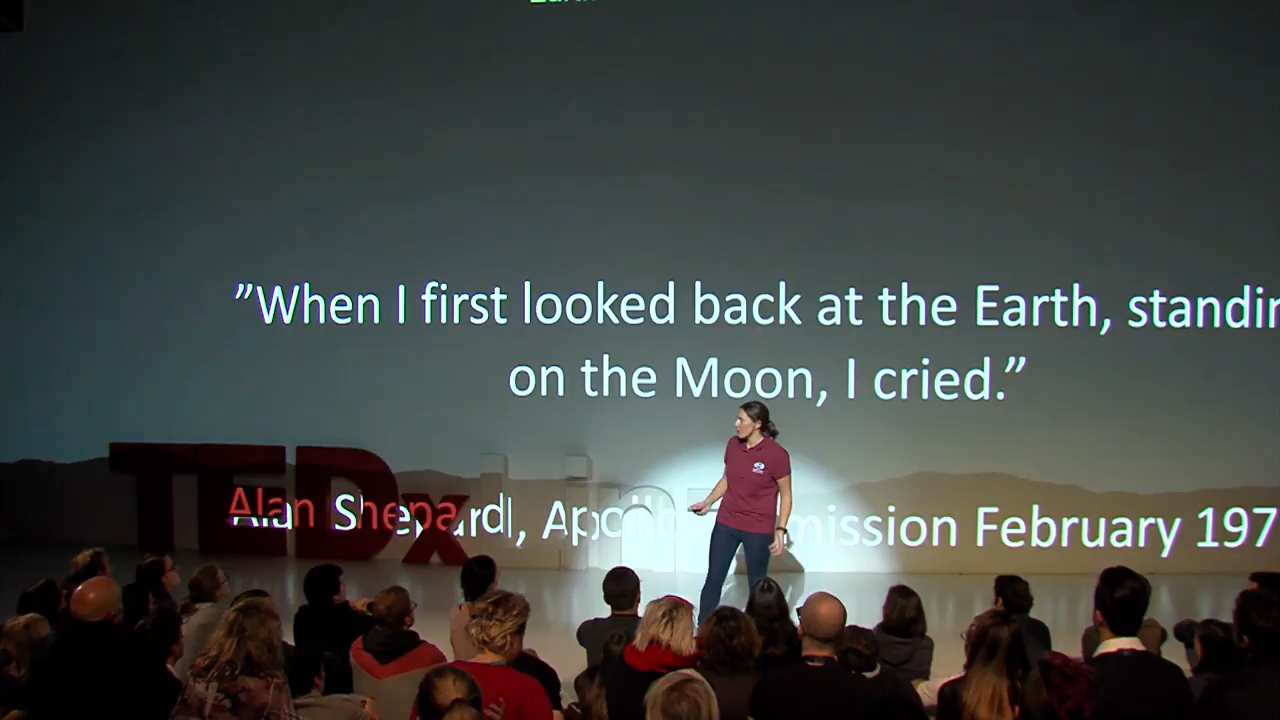 ”When I first looked back at the Earth, standin
on the Moon, I cried.”
TEDx
Alan Shepard, Apollo mission February 197